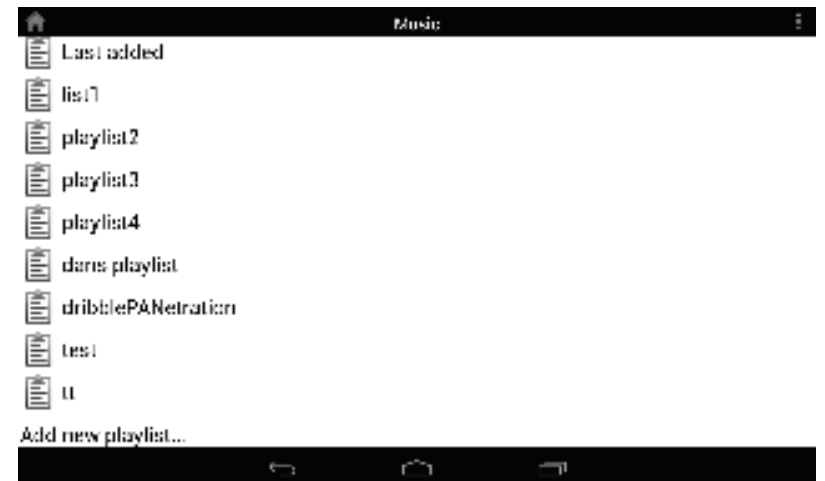 Music
Last added
list1
playlist2
playlist3
playlist4
dans playlist
dribblePANetration
test
tt
Add new playlist...